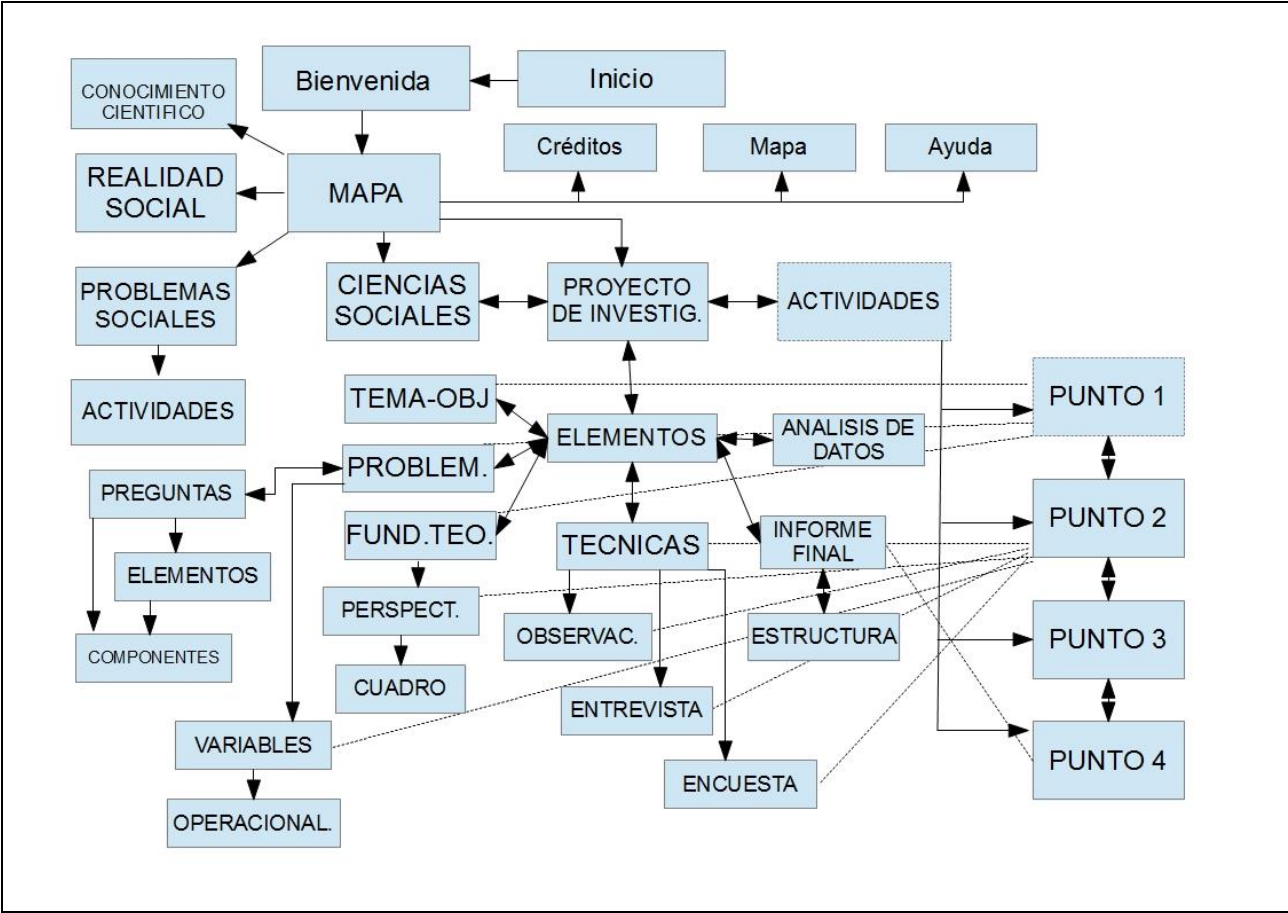 Bienvenida
Inicio
CONOCIMIENTO
CIENTIFICO
Créditos
Mapa
Ayuda
REALIDAD
SOCIAL
MAPA
PROBLEMAS
SOCIALES
CIENCIAS
SOCIALES
PROYECTO
DE INVESTIG.
ACTIVIDADES
ACTIVIDADES
TEMA-OBJ
PUNTO 1
ELEMENTOS
ANALISIS DE
DATOS
PROBLEM.
PREGUNTAS
FUND.TEO.
TECNICAS
INFORME
FINAL
PUNTO 2
ELEMENTOS
PERSPECT.
OBSERVAC.
ESTRUCTURA
PUNTO 3
COMPONENTES
CUADRO
ENTREVISTA
VARIABLES
PUNTO 4
ENCUESTA
OPERACIONAL.